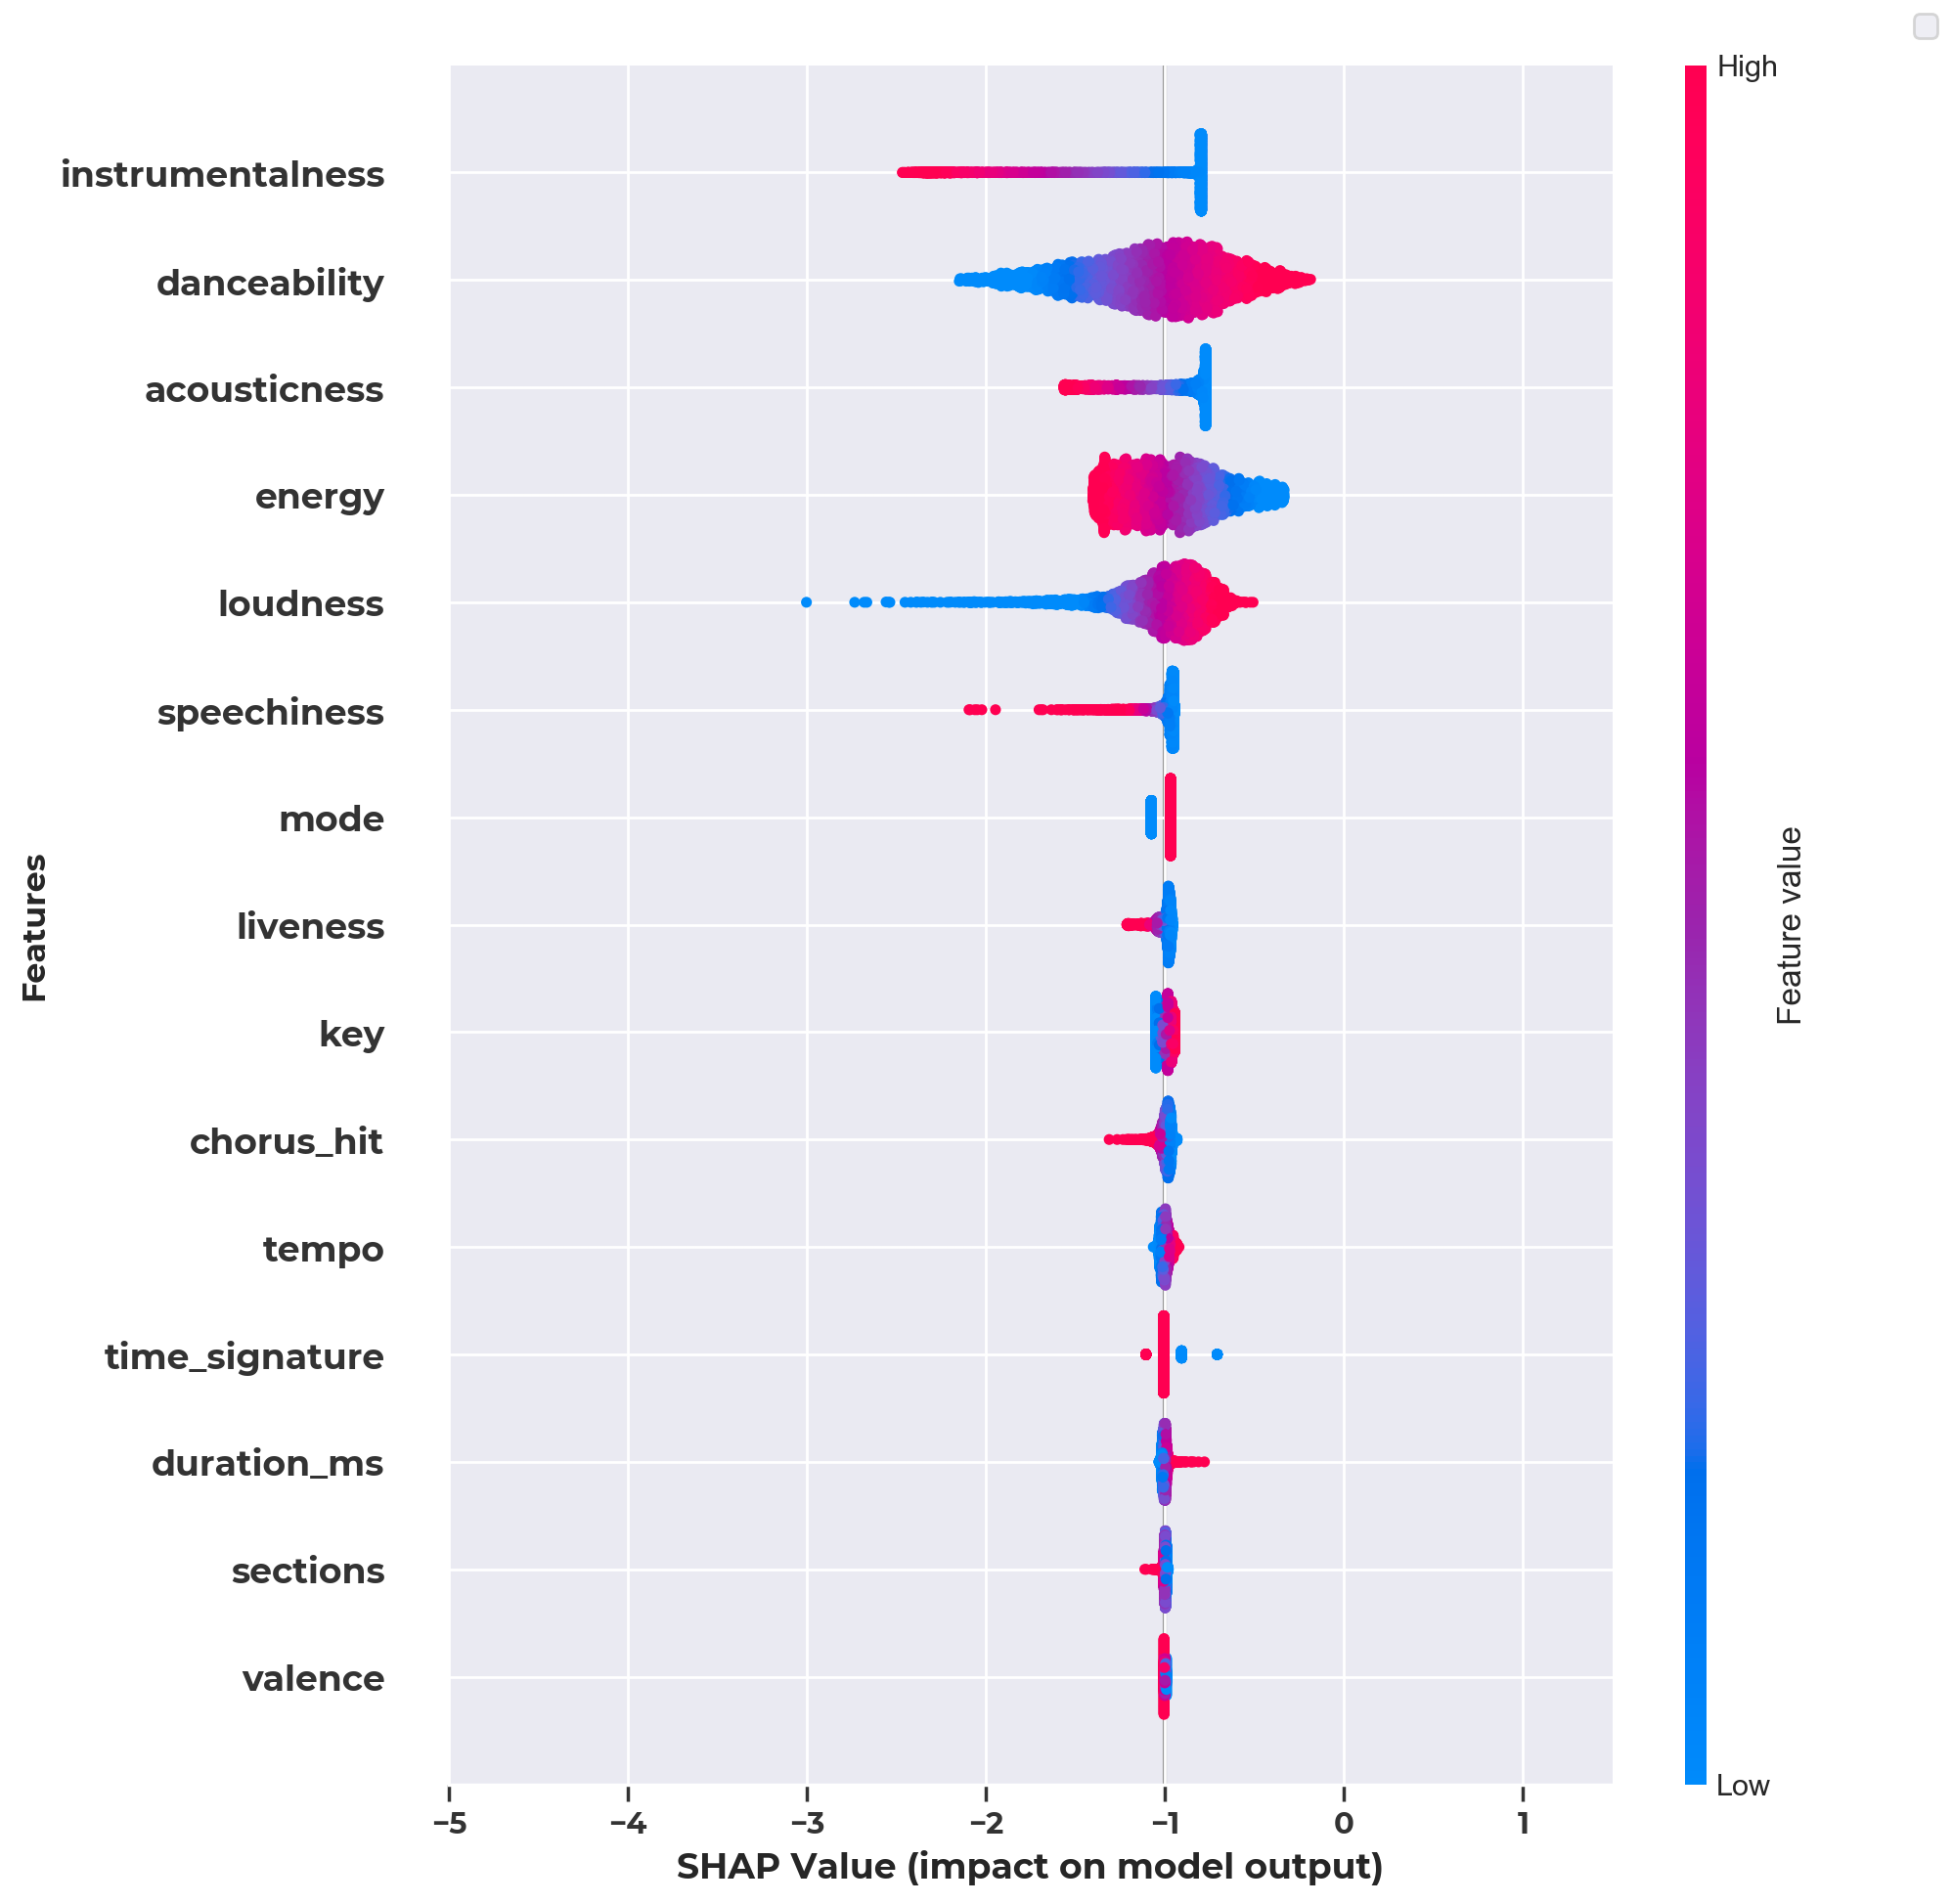 High
instrumentalness
danceability
acousticness
energy
loudness
speechiness
mode
liveness
key
chorus_hit
tempo
time_signature
duration_ms
sections
valence
Features
Feature value
Low
−5 −4 −3 −2 −1 0 1
SHAP Value (impact on model output)